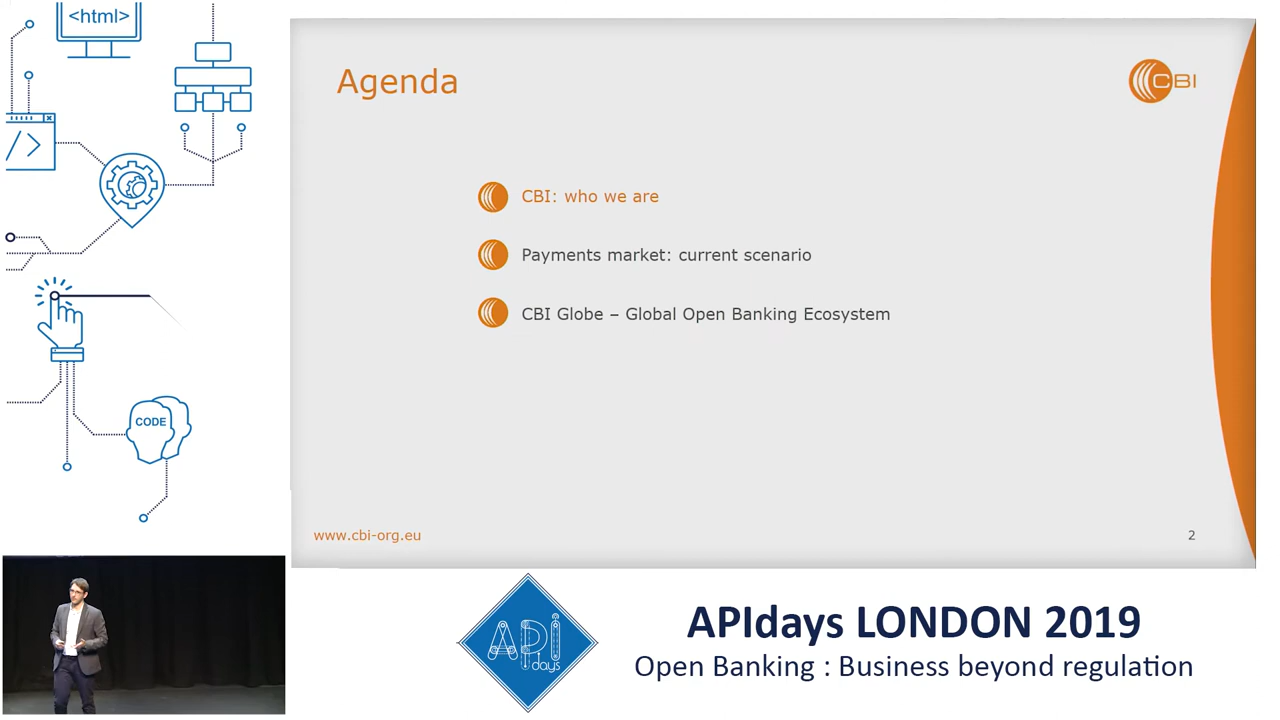 <html>
Agenda
CBI
CBI: who we are
</>
Payments market: current scenario
CBI Globe – Global Open Banking Ecosystem
CODE
www.cbi-org.eu
2
API
days
APIdays LONDON 2019
Open Banking : Business beyond regulation